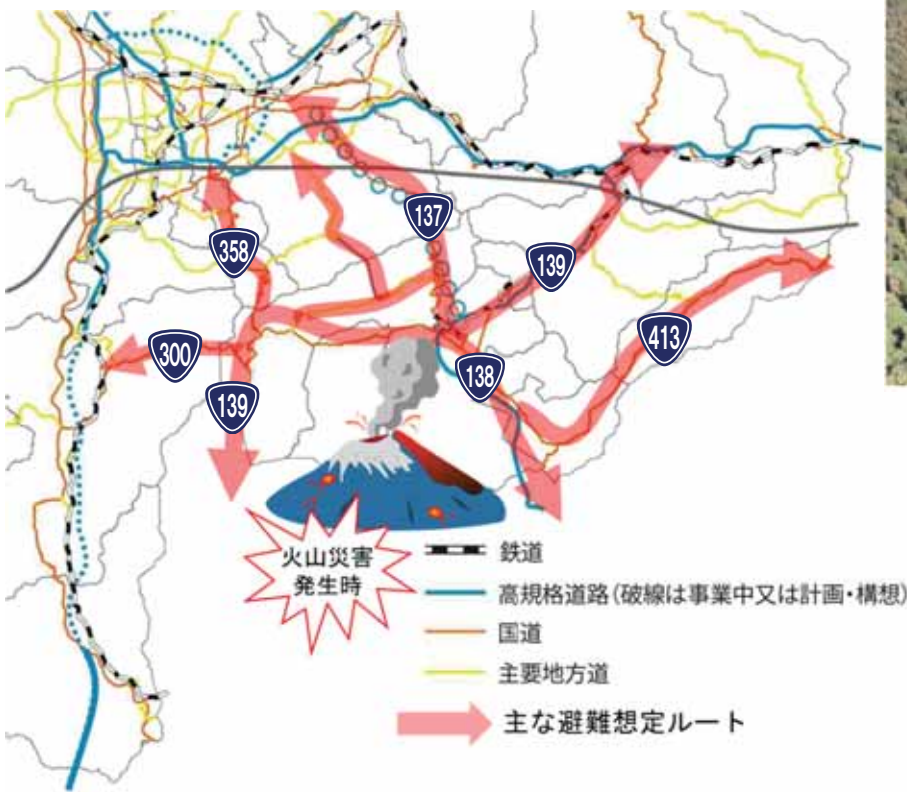 137
358
139
413
300
138
139
火山災害
発生時
鉄道
高規格道路(破線は事業中又は計画・構想)
国道
主要地方道
主な避難想定ルート